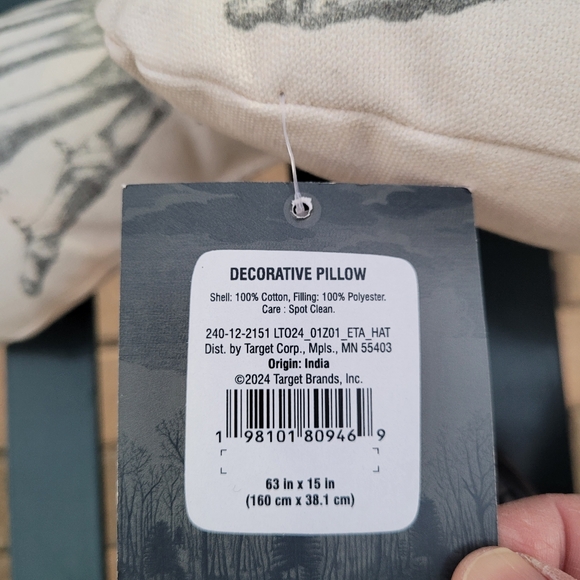 DECORATIVE PILLOW
Shell: 100% Cotton, Filling: 100% Polyester.
Care : Spot Clean.
240-12-2151 LTO24_01Z01_ETA_HAT
Dist. by Target Corp., Mpls., MN 55403
Origin: India
©2024 Target Brands, Inc.
1 98101 80946 9
63 in x 15 in
(160 cm x 38.1 cm)